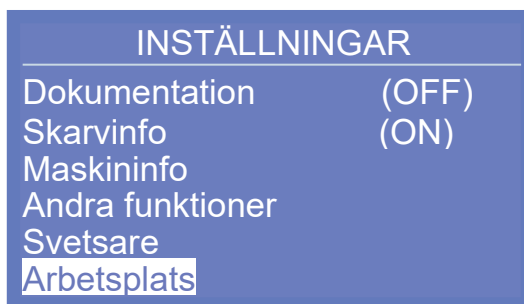 INSTÄLLNINGAR
Dokumentation (OFF)
Skarvinfo (ON)
Maskininfo
Andra funktioner
Svetsare
Arbetsplats